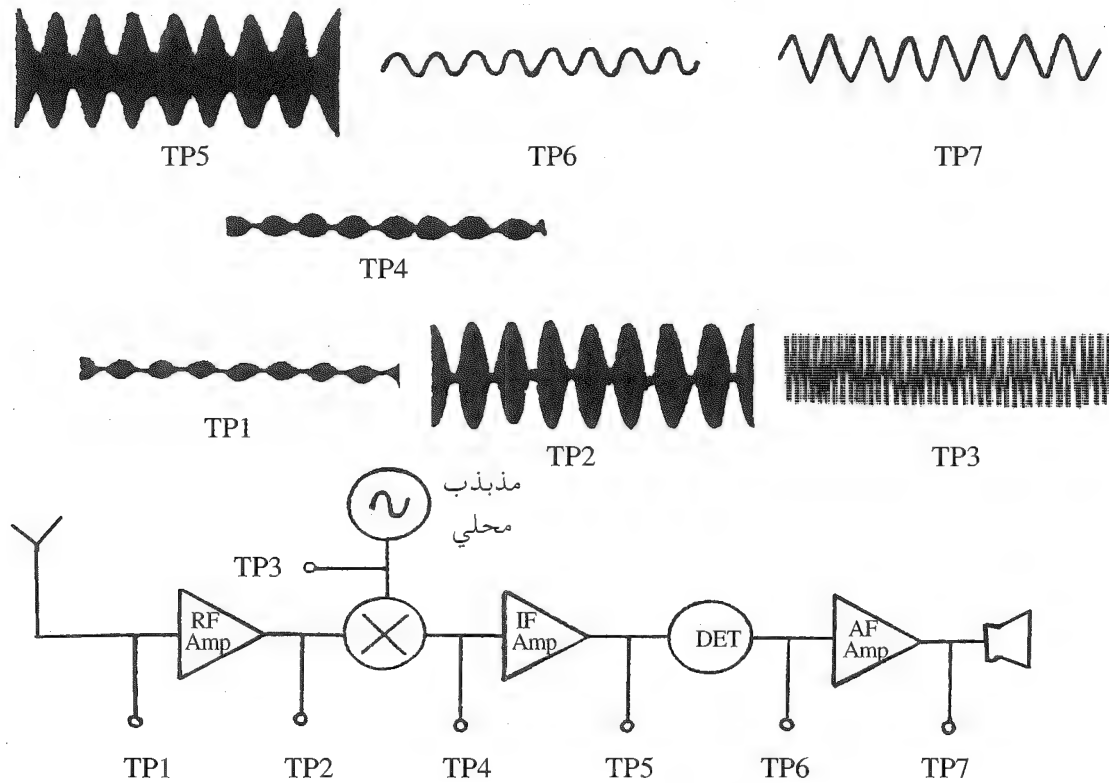 TP5
TP6
TP7
TP4
TP1
TP2
TP3
مذبذب
محلي
TP3
RF
Amp
IF
Amp
DET
AF
Amp
TP1
TP2
TP4
TP5
TP6
TP7